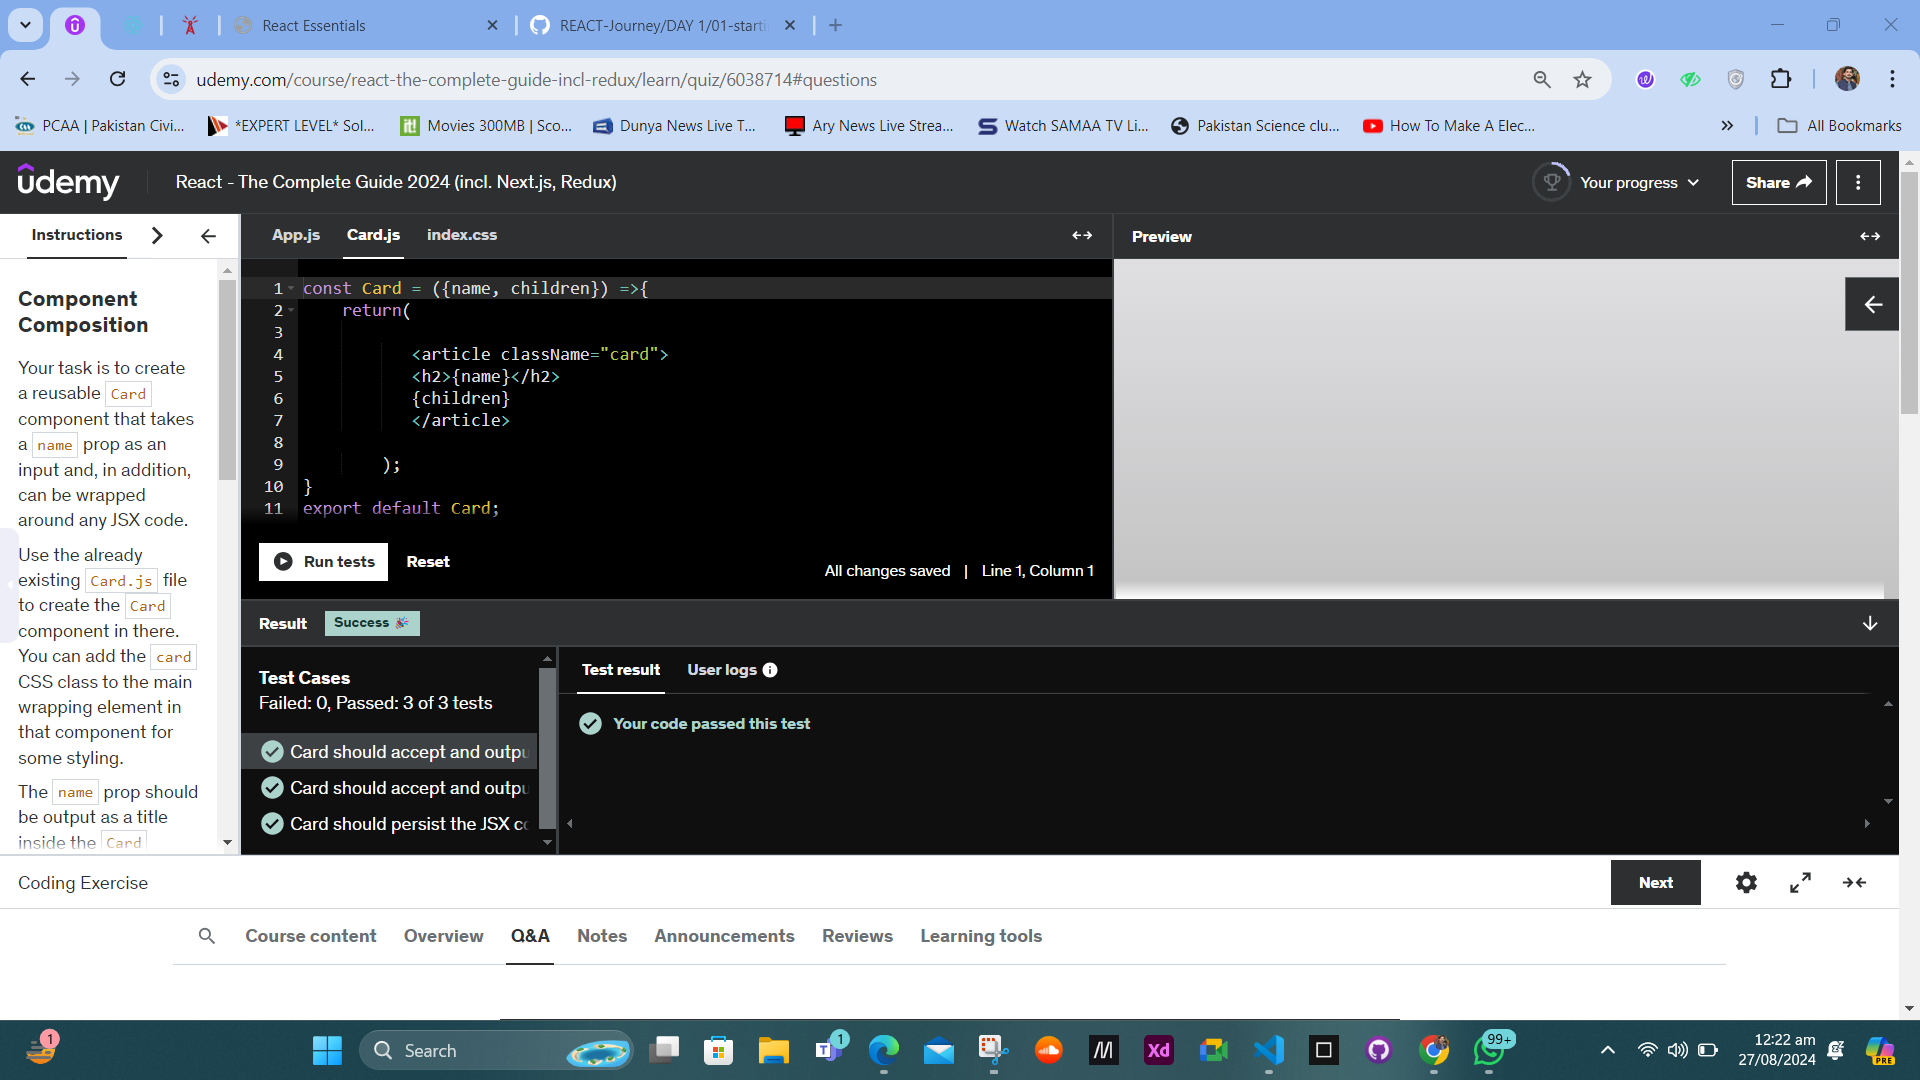 React Essentials
REACT-Journey/DAY 1/01-starti
udemy.com/course/react-the-complete-guide-incl-redux/learn/quiz/6038714#questions
PCAA | Pakistan Civi...
*EXPERT LEVEL* Sol...
Movies 300MB | Sco...
Dunya News Live T...
Ary News Live Strea...
Watch SAMAA TV Li...
Pakistan Science clu...
How To Make A Elec...
All Bookmarks
udemy
React - The Complete Guide 2024 (incl. Next.js, Redux)
Your progress
Share
Instructions
App.js
Card.js
index.css
Preview
Component
Composition
Your task is to create
a reusable Card
component that takes
a name prop as an
input and, in addition,
can be wrapped
around any JSX code.
Use the already
existing Card.js file
to create the Card
component in there.
You can add the card
CSS class to the main
wrapping element in
that component for
some styling.
The name prop should
be output as a title
inside the Card
1 const Card = ({name, children}) =>{
2 return(
3
4 <article className="card">
5 <h2>{name}</h2>
6 {children}
7 </article>
8
9 );
10 }
11 export default Card;
Run tests
Reset
All changes saved | Line 1, Column 1
Result
Success
Test Cases
Failed: 0, Passed: 3 of 3 tests
Card should accept and outpu
Card should accept and outpu
Card should persist the JSX co
Test result
User logs
Your code passed this test
Coding Exercise
Next
Course content
Overview
Q&A
Notes
Announcements
Reviews
Learning tools
1
Search
1
Xd
99+
12:22 am
27/08/2024
PRE